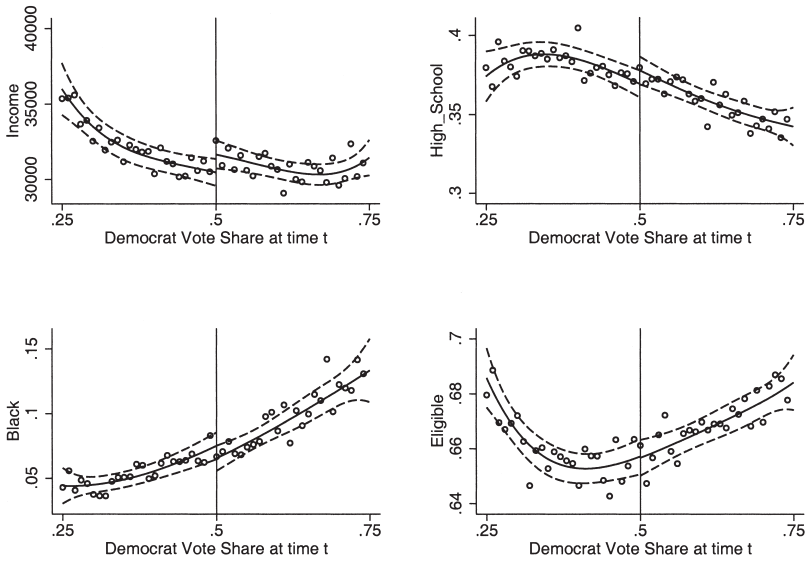 40000
35000
30000
Income
.25 .5 .75
Democrat Vote Share at time t
.4
.35
.3
High_School
.25 .5 .75
Democrat Vote Share at time t
.15
.1
.05
Black
.25 .5 .75
Democrat Vote Share at time t
.7
.68
.66
.64
Eligible
.25 .5 .75
Democrat Vote Share at time t